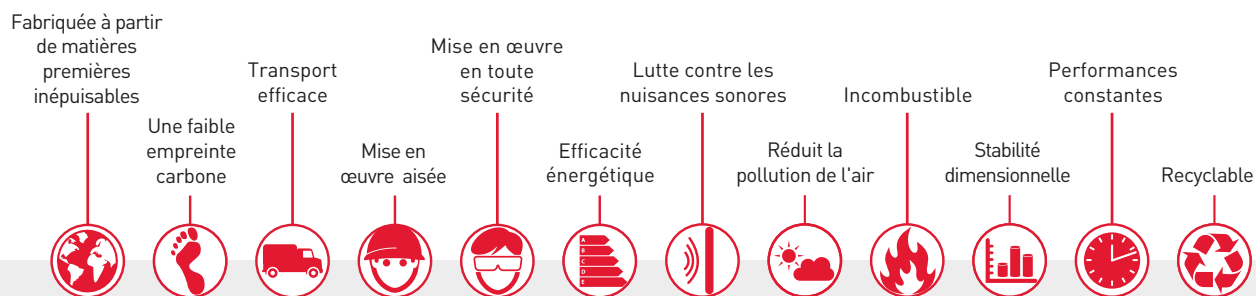 Fabriquée à partir
de matières
premières
inépuisables
Une faible
empreinte
carbone
Transport
efficace
Mise en
œuvre aisée
Mise en œuvre
en toute
sécurité
Efficacité
énergétique
A
B
C
D
E
Lutte contre les
nuisances sonores
Réduit la
pollution de l'air
Incombustible
Stabilité
dimensionnelle
Performances
constantes
Recyclable